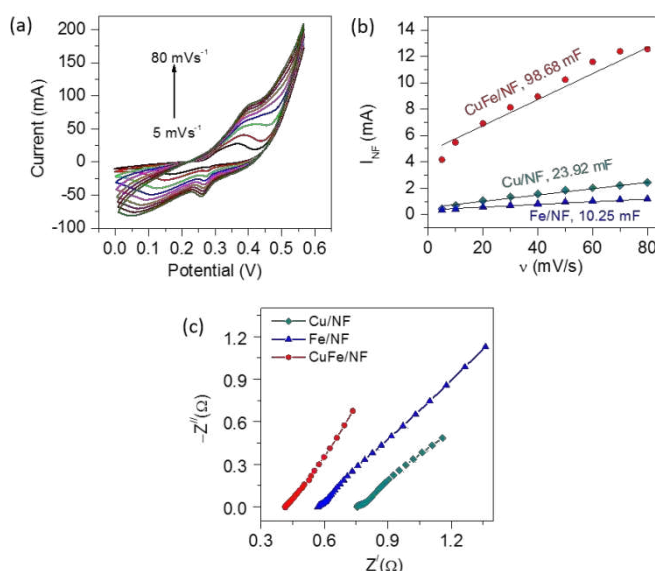 (a)
200
150
100
50
0
-50
-100
80 mVs⁻¹
5 mVs⁻¹
Current (mA)
0.0 0.1 0.2 0.3 0.4 0.5 0.6
Potential (V)
(b)
14
12
10
8
6
4
2
0
I_NF (mA)
CuFe/NF, 98.68 mF
Cu/NF, 23.92 mF
Fe/NF, 10.25 mF
20 40 60 80
ν (mV/s)
(c)
Cu/NF
Fe/NF
CuFe/NF
1.2
0.9
0.6
0.3
0.0
-Z''(Ω)
0.3 0.6 0.9 1.2
Z'(Ω)